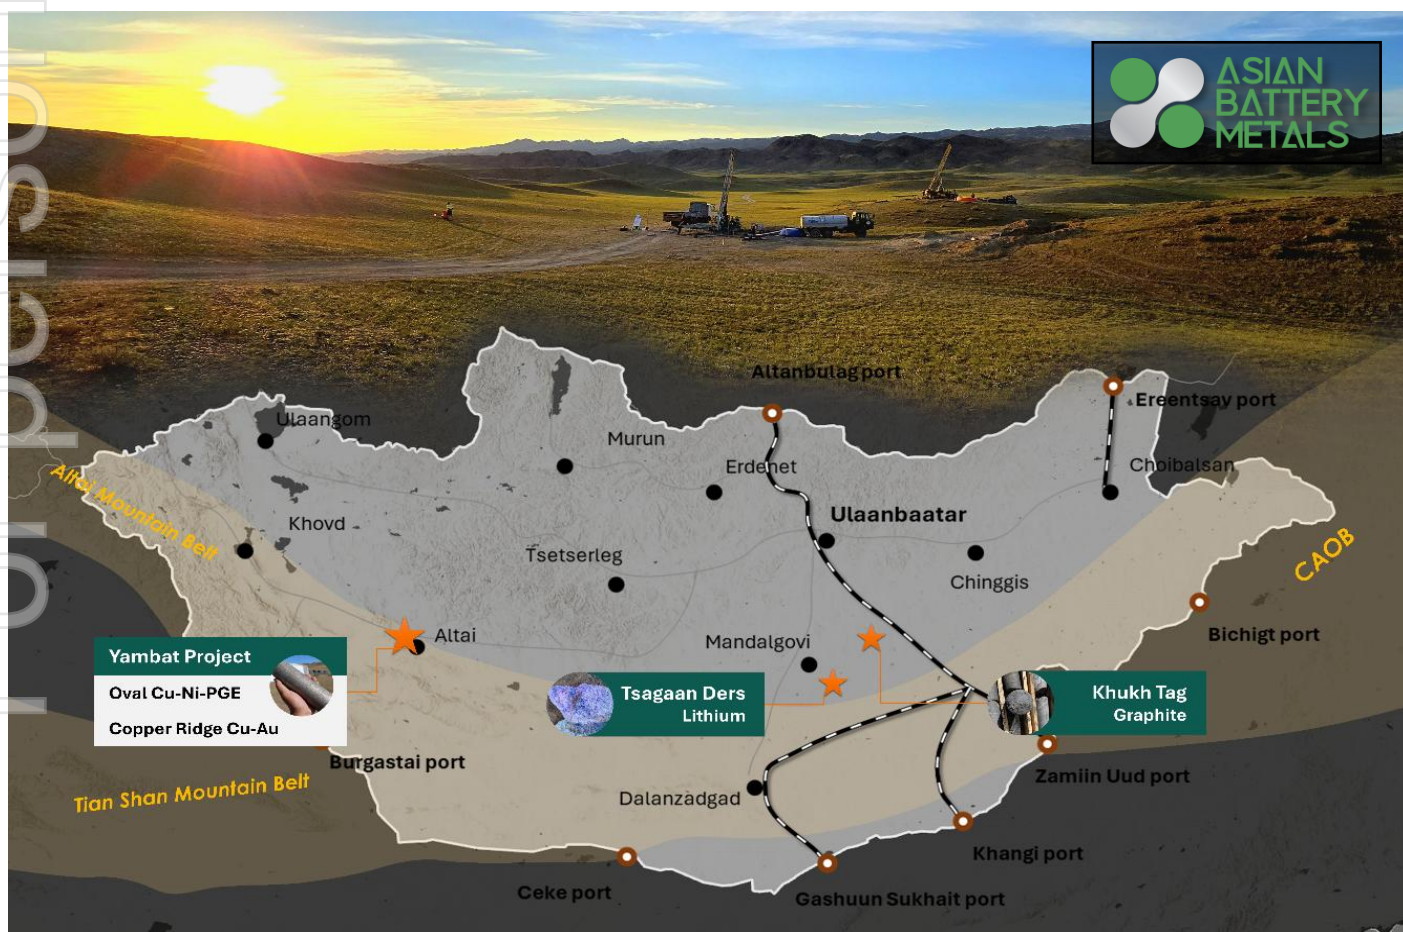 ASIAN
BATTERY
METALS
Altanbulag port
Ereentsav port
Ulaangom
Murun
Erdenet
Choibalsan
Altai Mountain Belt
Khovd
Ulaanbaatar
Tsetserleg
Chinggis
CAOB
Altai
Mandalgovi
Bichigt port
Yambat Project
Oval Cu-Ni-PGE
Copper Ridge Cu-Au
Tsagaan Ders
Lithium
Khukh Tag
Graphite
Burgastai port
Zamiin Uud port
Tian Shan Mountain Belt
Dalanzadgad
Khangi port
Ceke port
Gashuun Sukhait port